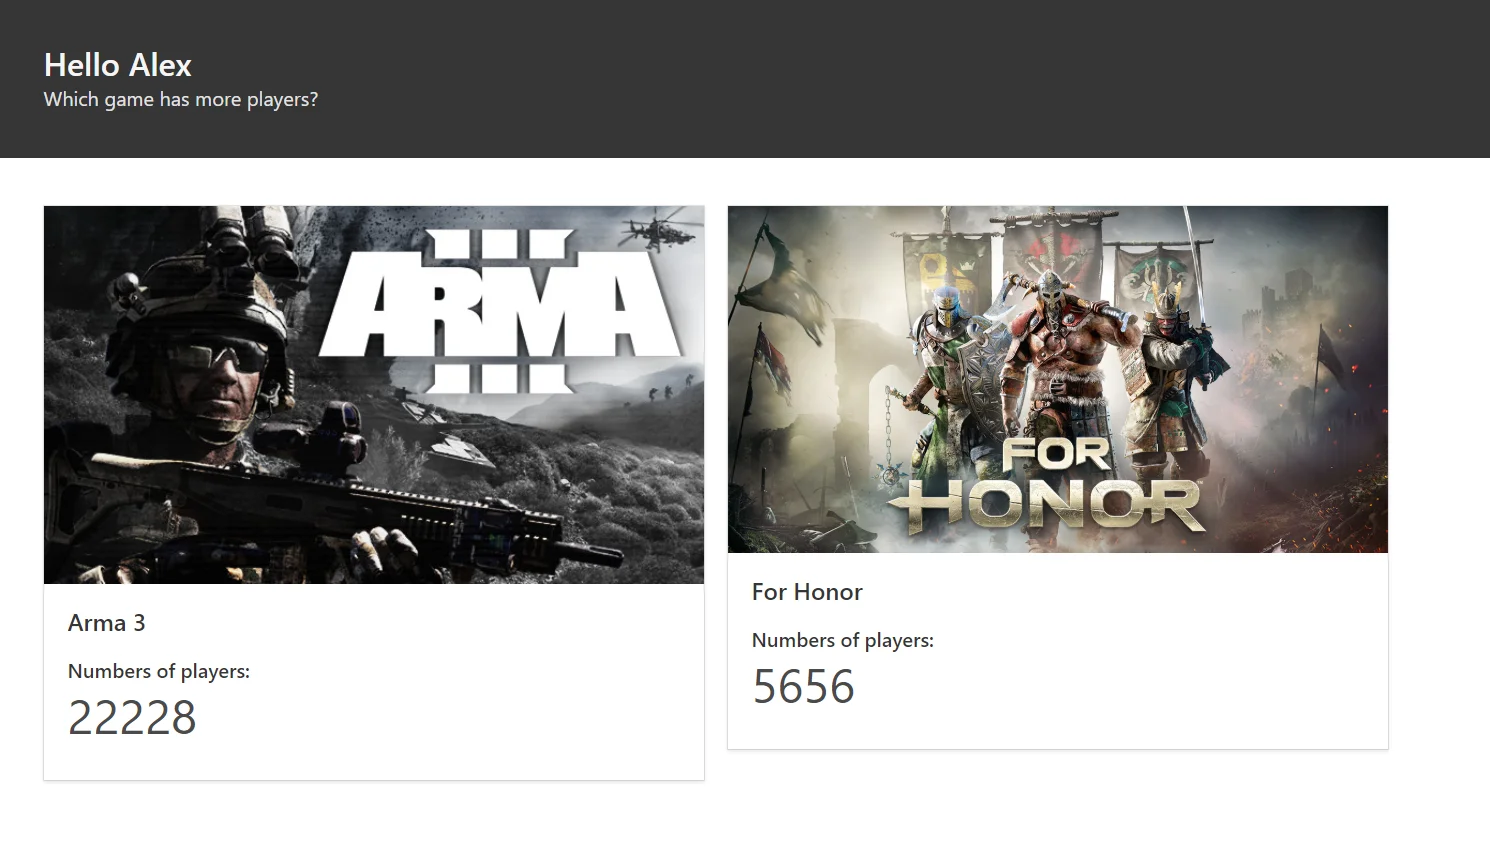 Hello Alex
Which game has more players?
III
ARMA
III
Arma 3
Numbers of players:
22228
FOR
HONOR
For Honor
Numbers of players:
5656